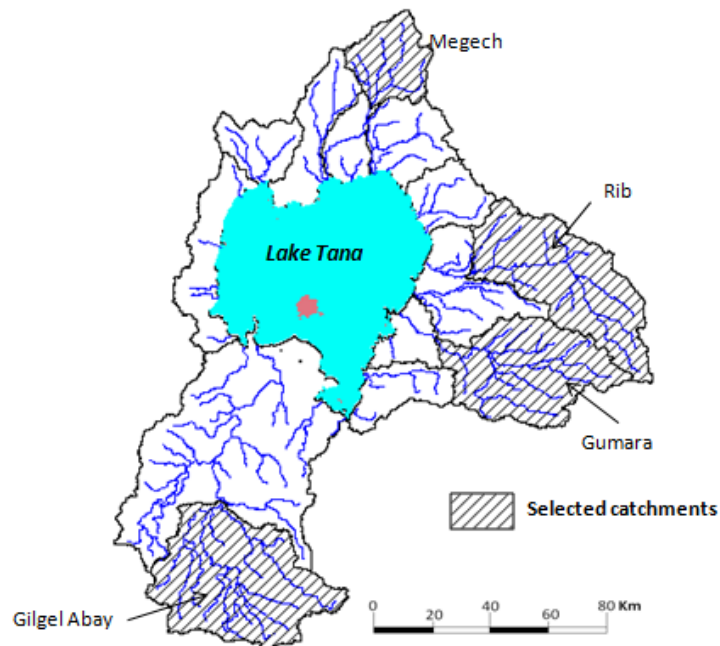 Megech
Rib
Lake Tana
Gumara
Selected catchments
Gilgel Abay
0 20 40 60 80 Km